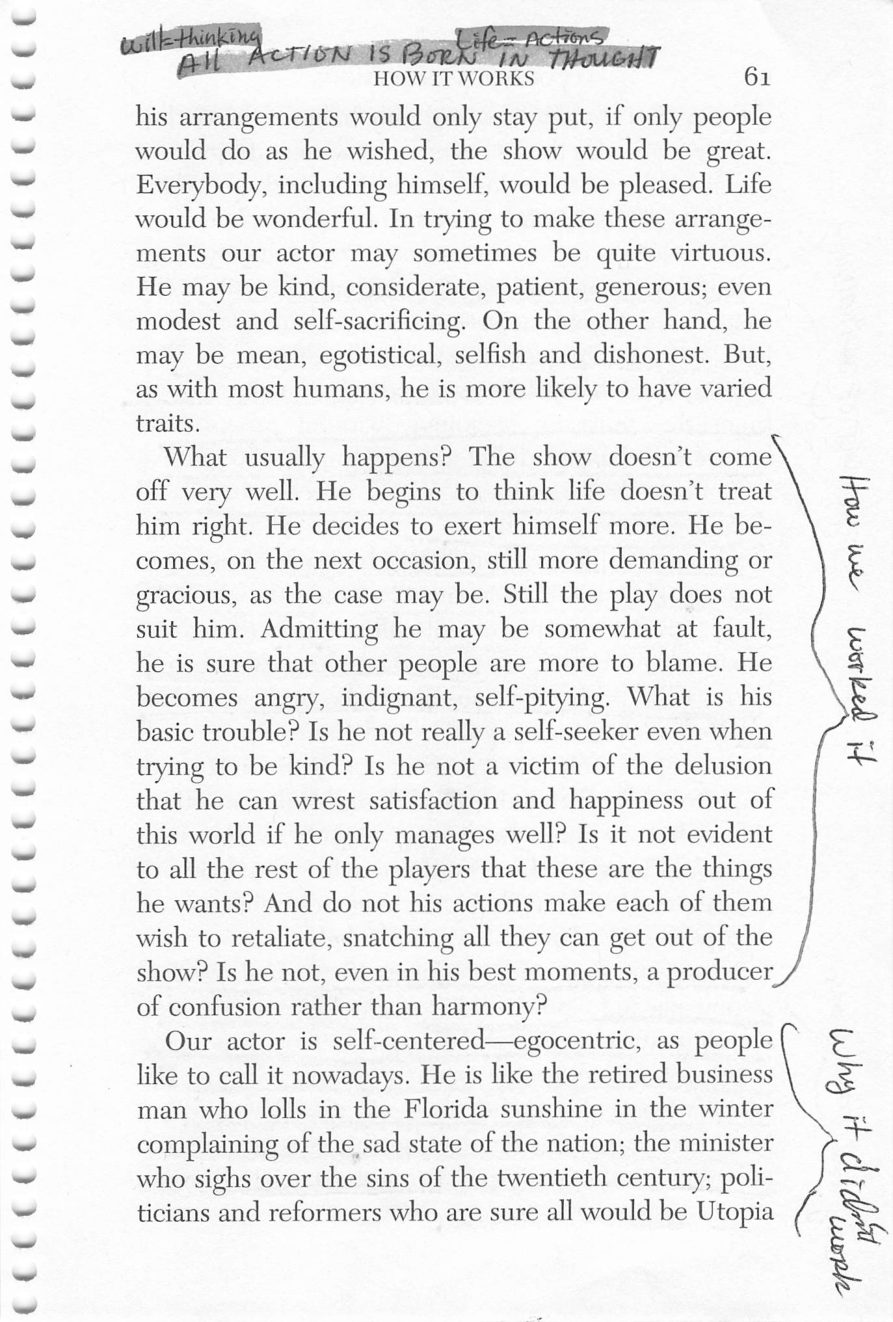 Will=thinking Life=Actions
All ACTION IS BORN IN THOUGHT
HOW IT WORKS 61
his arrangements would only stay put, if only people
would do as he wished, the show would be great.
Everybody, including himself, would be pleased. Life
would be wonderful. In trying to make these arrange-
ments our actor may sometimes be quite virtuous.
He may be kind, considerate, patient, generous; even
modest and self-sacrificing. On the other hand, he
may be mean, egotistical, selfish and dishonest. But,
as with most humans, he is more likely to have varied
traits.
What usually happens? The show doesn't come
off very well. He begins to think life doesn't treat
him right. He decides to exert himself more. He be-
comes, on the next occasion, still more demanding or
gracious, as the case may be. Still the play does not
suit him. Admitting he may be somewhat at fault,
he is sure that other people are more to blame. He
becomes angry, indignant, self-pitying. What is his
basic trouble? Is he not really a self-seeker even when
trying to be kind? Is he not a victim of the delusion
that he can wrest satisfaction and happiness out of
this world if he only manages well? Is it not evident
to all the rest of the players that these are the things
he wants? And do not his actions make each of them
wish to retaliate, snatching all they can get out of the
show? Is he not, even in his best moments, a producer
of confusion rather than harmony?
How we worked it
Our actor is self-centered—egocentric, as people
like to call it nowadays. He is like the retired business
man who lolls in the Florida sunshine in the winter
complaining of the sad state of the nation; the minister
who sighs over the sins of the twentieth century; poli-
ticians and reformers who are sure all would be Utopia
Why it didn't
work